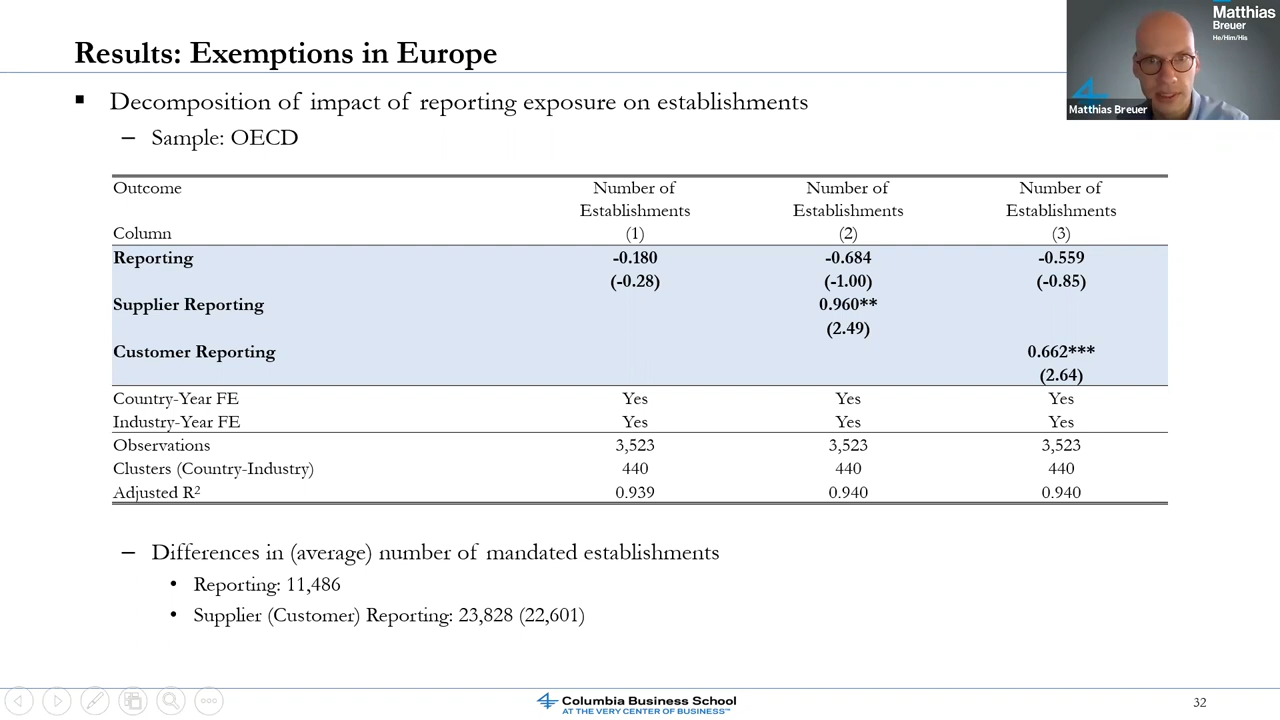 Results: Exemptions in Europe
Matthias
Breuer
He/Him/His
Matthias Breuer
▪ Decomposition of impact of reporting exposure on establishments
– Sample: OECD
Outcome Number of Number of Number of
Establishments Establishments Establishments
Column (1) (2) (3)
Reporting -0.180 -0.684 -0.559
(-0.28) (-1.00) (-0.85)
Supplier Reporting 0.960**
(2.49)
Customer Reporting 0.662***
(2.64)
Country-Year FE Yes Yes Yes
Industry-Year FE Yes Yes Yes
Observations 3,523 3,523 3,523
Clusters (Country-Industry) 440 440 440
Adjusted R² 0.939 0.940 0.940
– Differences in (average) number of mandated establishments
• Reporting: 11,486
• Supplier (Customer) Reporting: 23,828 (22,601)
Columbia Business School
AT THE VERY CENTER OF BUSINESS™
32